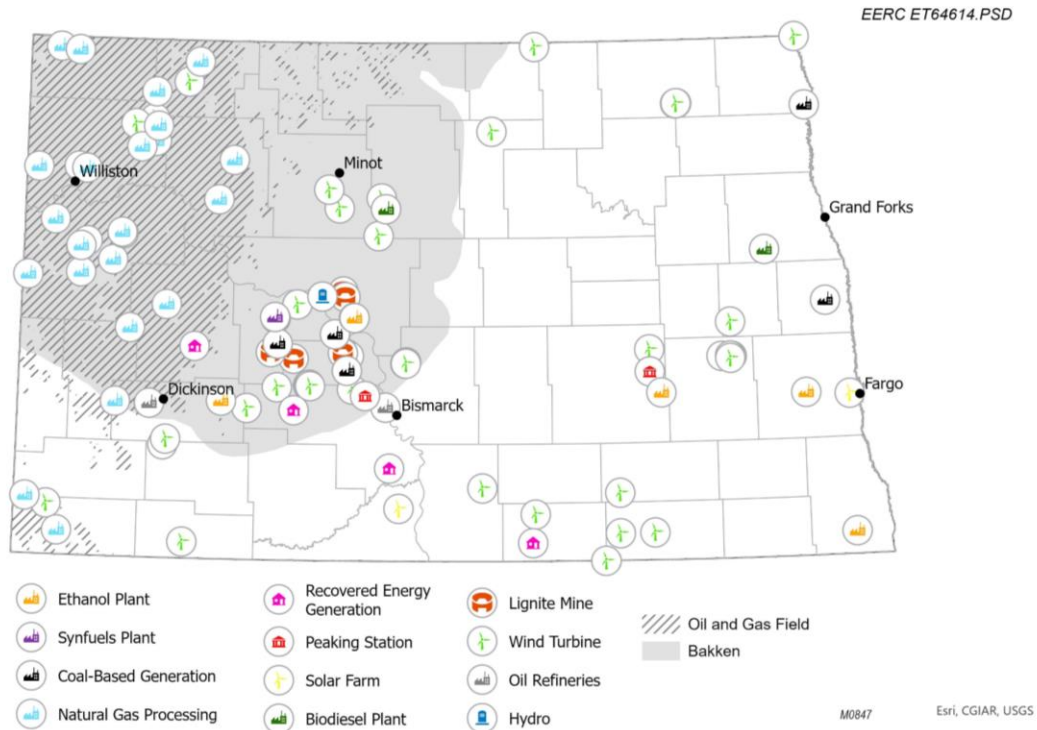 EERC ET64614.PSD
Minot
Williston
Grand Forks
Dickinson
Bismarck
Fargo
Ethanol Plant
Synfuels Plant
Coal-Based Generation
Natural Gas Processing
Recovered Energy
Generation
Peaking Station
Solar Farm
Biodiesel Plant
Lignite Mine
Wind Turbine
Oil Refineries
Hydro
Oil and Gas Field
Bakken
M0847
Esri, CGIAR, USGS